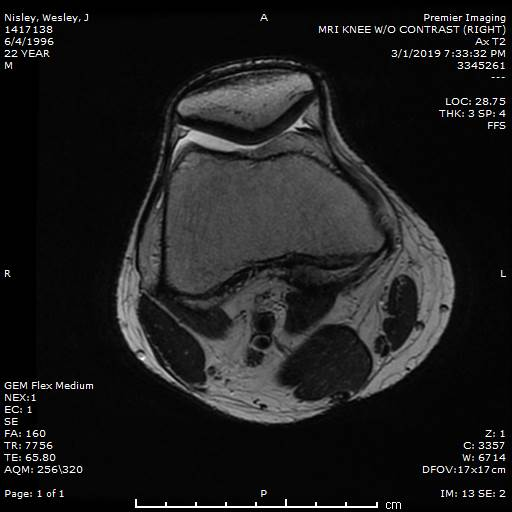 Nisley, Wesley, J
1417138
6/4/1996
22 YEAR
M
A
Premier Imaging
MRI KNEE W/O CONTRAST (RIGHT)
Ax T2
3/1/2019 7:33:32 PM
3345261
---
LOC: 28.75
THK: 3 SP: 4
FFS
R
L
GEM Flex Medium
NEX:1
EC: 1
SE
FA: 160
TR: 7756
TE: 65.80
AQM: 256\320
Page: 1 of 1
P
cm
Z: 1
C: 3357
W: 6714
DFOV:17x17cm
IM: 13 SE: 2